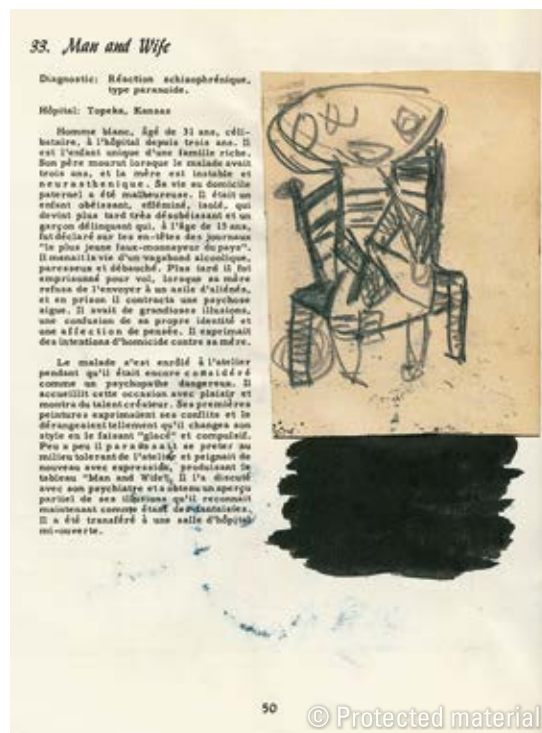 33. Man and Wife
Diagnostic: Réaction schizophrénique,
type paranoide.
Hôpital: Topeka, Kansas
Homme blanc, âgé de 31 ans, céli-
bataire, à l'hôpital depuis trois ans. Il
est l'enfant unique d'une famille riche.
Son père mourut lorsque le malade avait
trois ans, et la mère est instable et
neurasthenique. Sa vie au domicile
paternel a été malheureuse. Il était un
enfant obéissant, efféminé, isolé, qui
devint plus tard très désobéissant et un
garçon délinquant qui, à l'âge de 15 ans,
fut déclaré sur les en-têtes des journaux
"le plus jeune faux-monnayeur du pays".
Il menait la vie d'un vagabond alcoolique,
paresseux et débauché. Plus tard il fut
emprisonné pour vol, lorsque sa mère
refusa de l'envoyer à un asile d'aliénés,
et en prison il contracta une psychose
aigue. Il avait de grandioses illusions,
une confusion de sa propre identité et
une affection de pensée. Il exprimait
des intentions d'homicide contre sa mère.
Le malade s'est enrôlé à l'atelier
pendant qu'il était encore considéré
comme un psychopathe dangereux. Il
accueillit cette occasion avec plaisir et
montra du talent créateur. Ses premières
peintures exprimaient ses conflits et le
dérangeaient tellement qu'il changea son
style en le faisant "glacé" et compulsif.
Peu a peu il paraissait se preter au
milieu tolerant de l'atelier et peignait de
nouveau avec expression, produisant le
tableau "Man and Wife". Il l'a discuté
avec son psychiatre et a obtenu un aperçu
partiel de ses illusions qu'il reconnait
maintenant comme étant des fantaisies.
Il a été transféré à une salle d'hôpital
mi-ouverte.
50
© Protected material